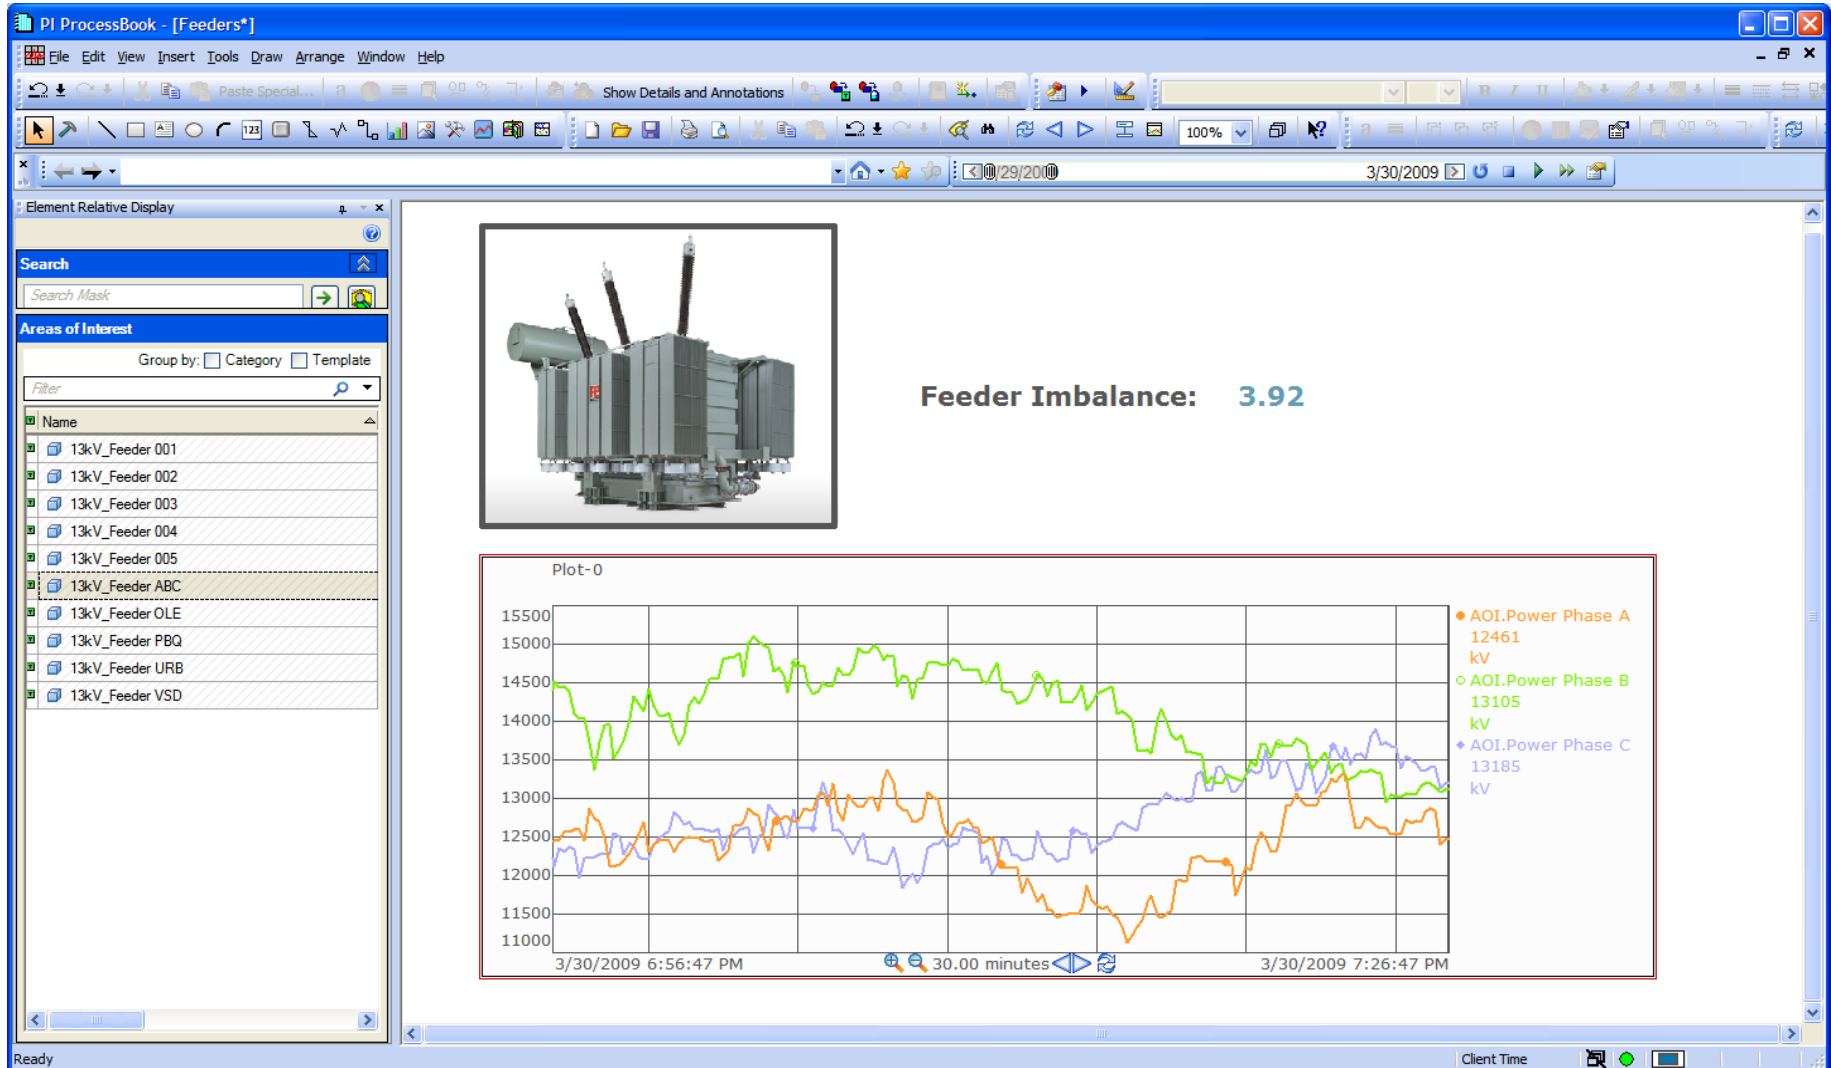 PI ProcessBook - [Feeders*]
File Edit View Insert Tools Draw Arrange Window Help
Paste Special... Show Details and Annotations B I U
123 100%
/29/200 3/30/2009
Element Relative Display
Search
Search Mask
Areas of Interest
Group by: Category Template
Filter
Name
13kV_Feeder 001
13kV_Feeder 002
13kV_Feeder 003
13kV_Feeder 004
13kV_Feeder 005
13kV_Feeder ABC
13kV_Feeder OLE
13kV_Feeder PBQ
13kV_Feeder URB
13kV_Feeder VSD
Feeder Imbalance: 3.92
Plot-0
15500
15000
14500
14000
13500
13000
12500
12000
11500
11000
AOI.Power Phase A
12461
kV
AOI.Power Phase B
13105
kV
AOI.Power Phase C
13185
kV
3/30/2009 6:56:47 PM 30.00 minutes 3/30/2009 7:26:47 PM
Ready Client Time